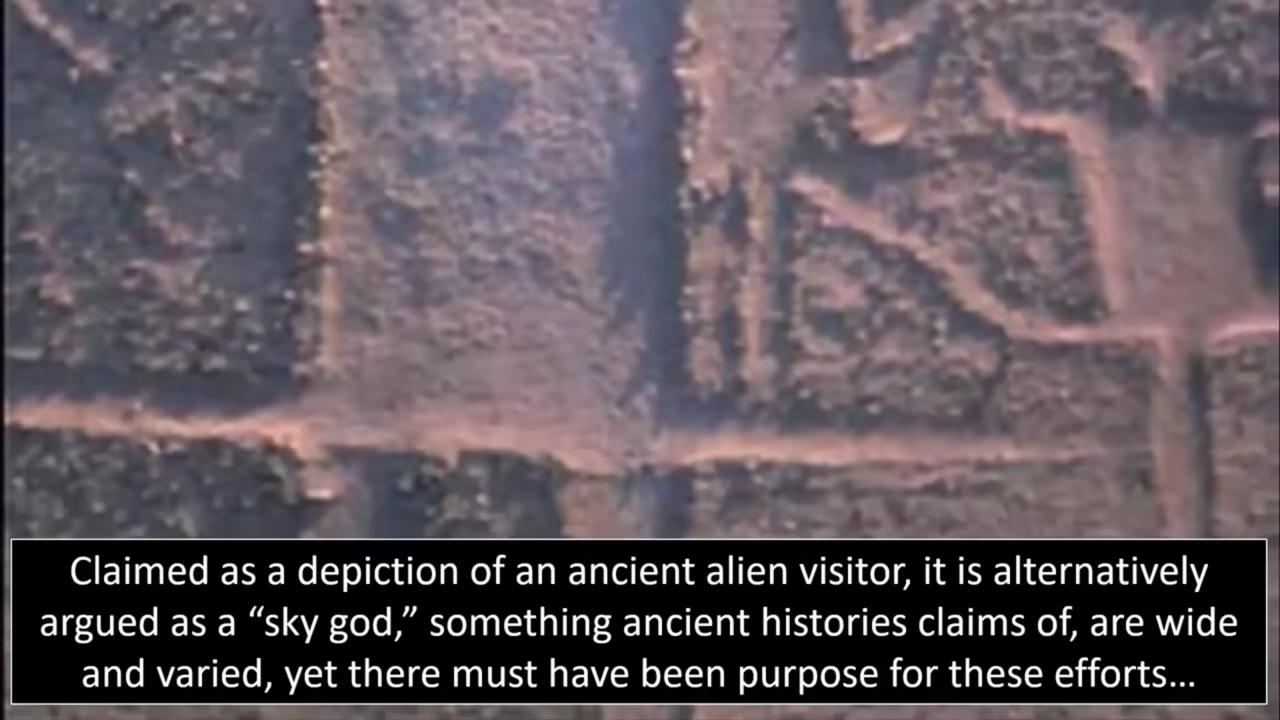 Claimed as a depiction of an ancient alien visitor, it is alternatively
argued as a “sky god,” something ancient histories claims of, are wide
and varied, yet there must have been purpose for these efforts…